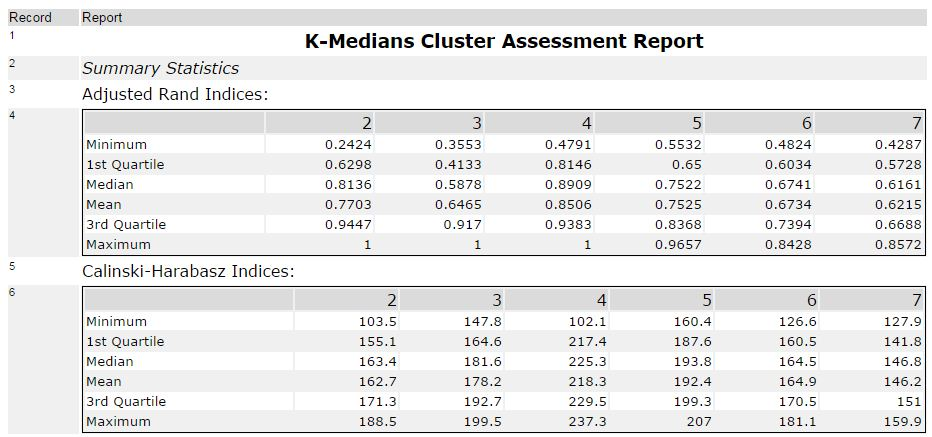 Record Report
1 K-Medians Cluster Assessment Report
2 Summary Statistics
3 Adjusted Rand Indices:
4 2 3 4 5 6 7
Minimum 0.2424 0.3553 0.4791 0.5532 0.4824 0.4287
1st Quartile 0.6298 0.4133 0.8146 0.65 0.6034 0.5728
Median 0.8136 0.5878 0.8909 0.7522 0.6741 0.6161
Mean 0.7703 0.6465 0.8506 0.7525 0.6734 0.6215
3rd Quartile 0.9447 0.917 0.9383 0.8368 0.7394 0.6688
Maximum 1 1 1 0.9657 0.8428 0.8572
5 Calinski-Harabasz Indices:
6 2 3 4 5 6 7
Minimum 103.5 147.8 102.1 160.4 126.6 127.9
1st Quartile 155.1 164.6 217.4 187.6 160.5 141.8
Median 163.4 181.6 225.3 193.8 164.5 146.8
Mean 162.7 178.2 218.3 192.4 164.9 146.2
3rd Quartile 171.3 192.7 229.5 199.3 170.5 151
Maximum 188.5 199.5 237.3 207 181.1 159.9